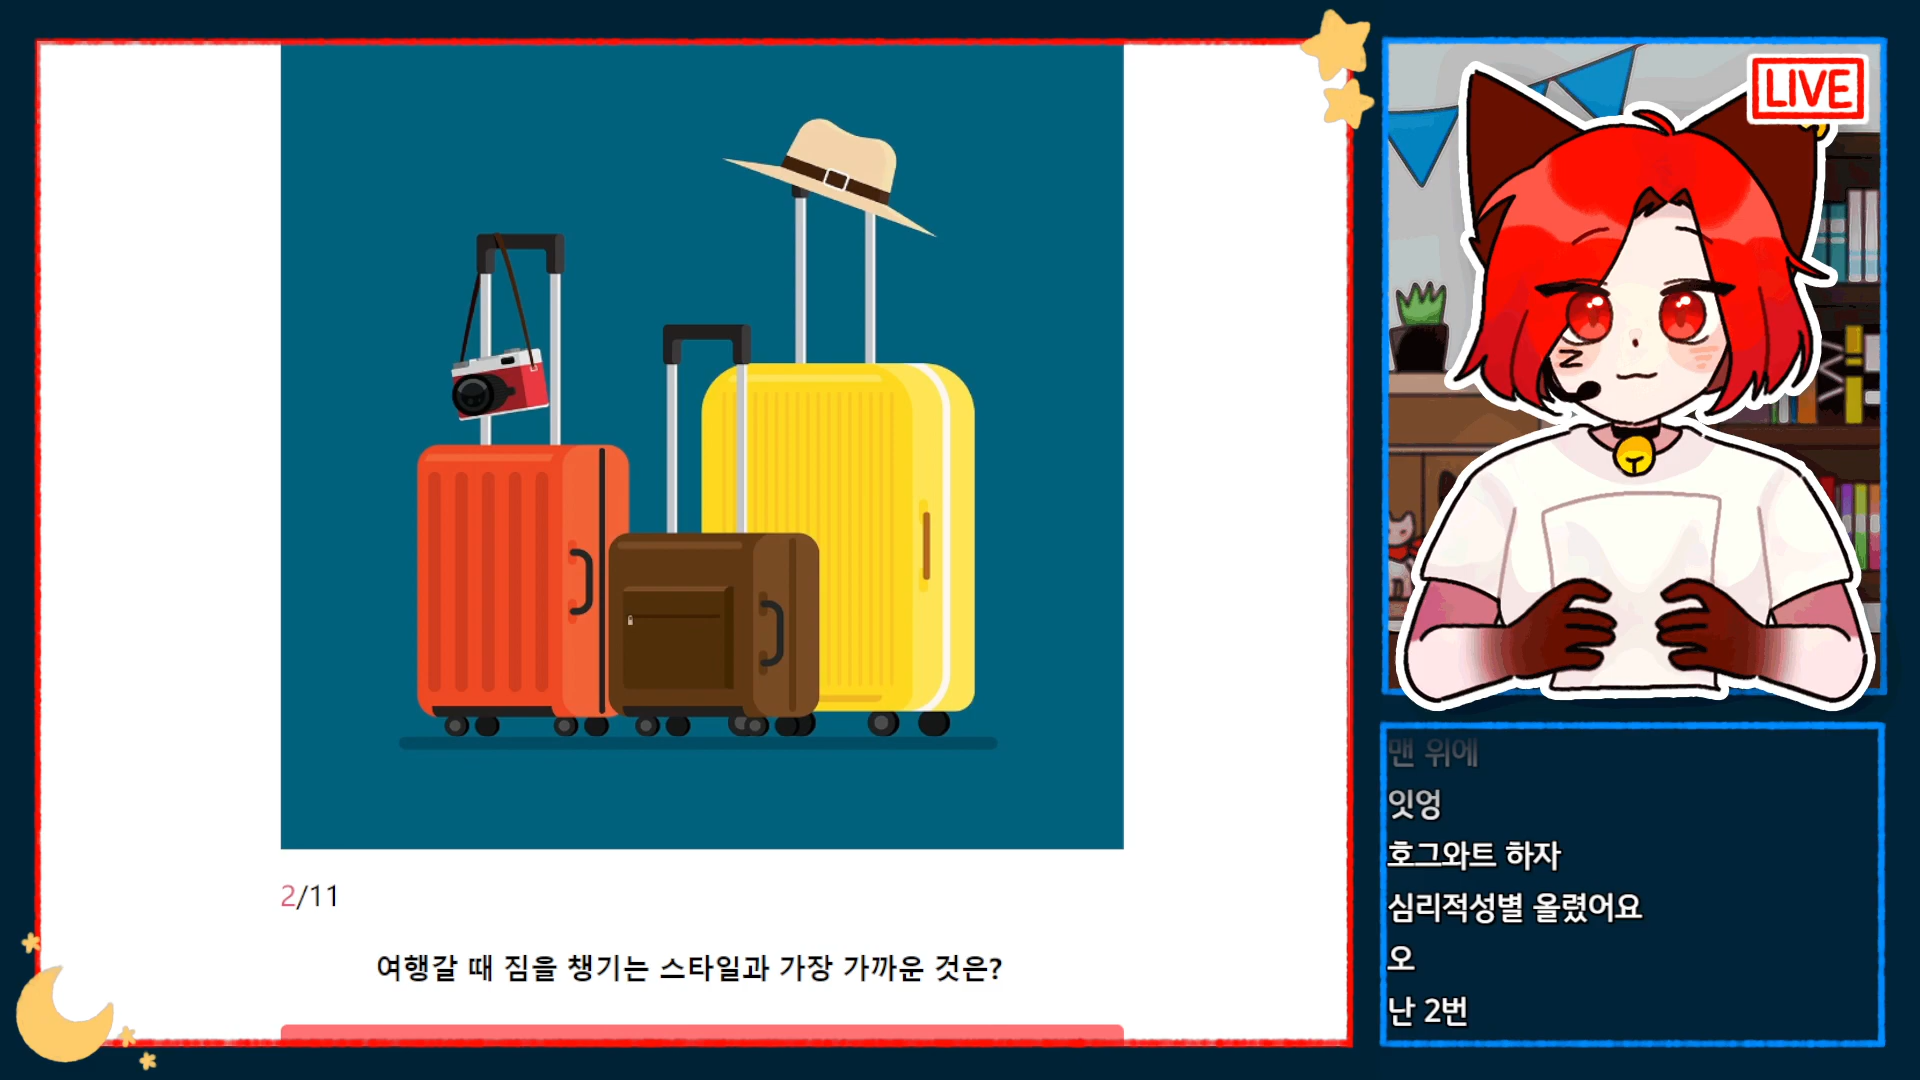 LIVE
2/11
여행갈 때 짐을 챙기는 스타일과 가장 가까운 것은?
맨 위에
잇엉
호그와트 하자
심리적성별 올렸어요
오
난 2번